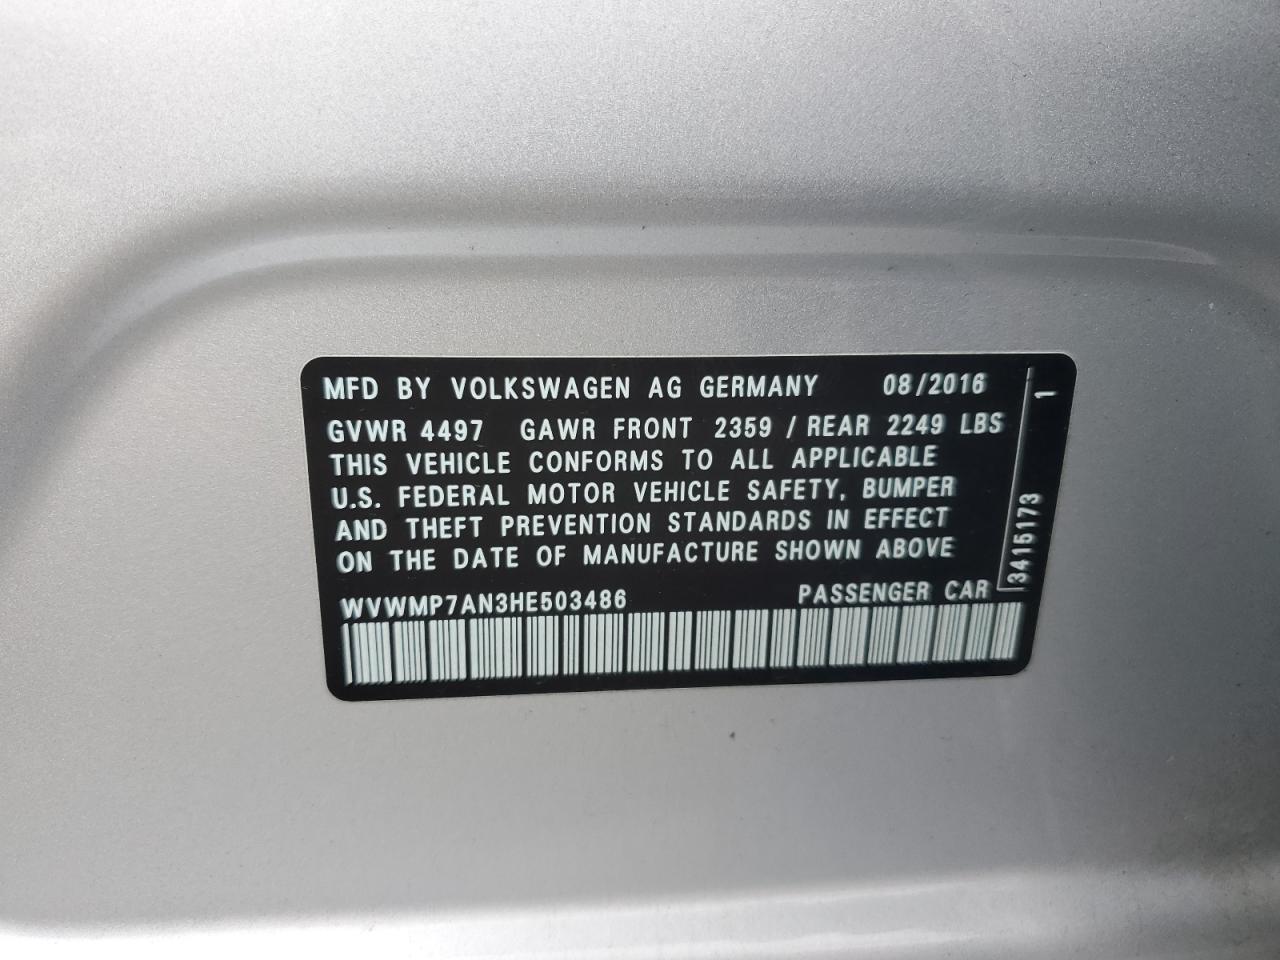 MFD BY VOLKSWAGEN AG GERMANY 08/2016
GVWR 4497 GAWR FRONT 2359 / REAR 2249 LBS
THIS VEHICLE CONFORMS TO ALL APPLICABLE
U.S. FEDERAL MOTOR VEHICLE SAFETY, BUMPER
AND THEFT PREVENTION STANDARDS IN EFFECT
ON THE DATE OF MANUFACTURE SHOWN ABOVE
WVWMP7AN3HE503486 PASSENGER CAR
3415173 1